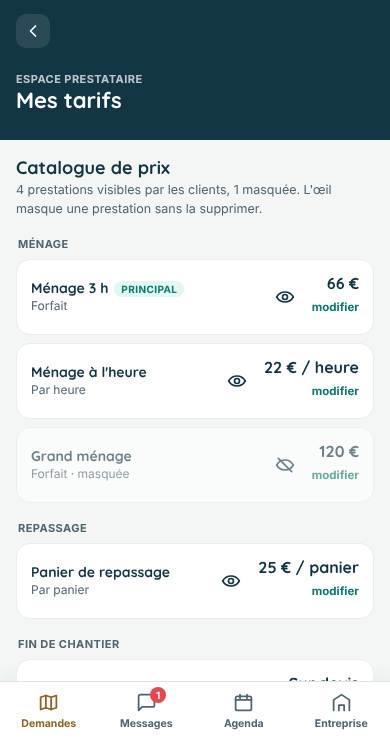 ESPACE PRESTATAIRE
Mes tarifs
Catalogue de prix
4 prestations visibles par les clients, 1 masquée. L'œil
masque une prestation sans la supprimer.
MÉNAGE
Ménage 3 h PRINCIPAL
Forfait
66 €
modifier
Ménage à l'heure
Par heure
22 € / heure
modifier
Grand ménage
Forfait · masquée
120 €
modifier
REPASSAGE
Panier de repassage
Par panier
25 € / panier
modifier
FIN DE CHANTIER
Sur devis
1
Demandes
Messages
Agenda
Entreprise